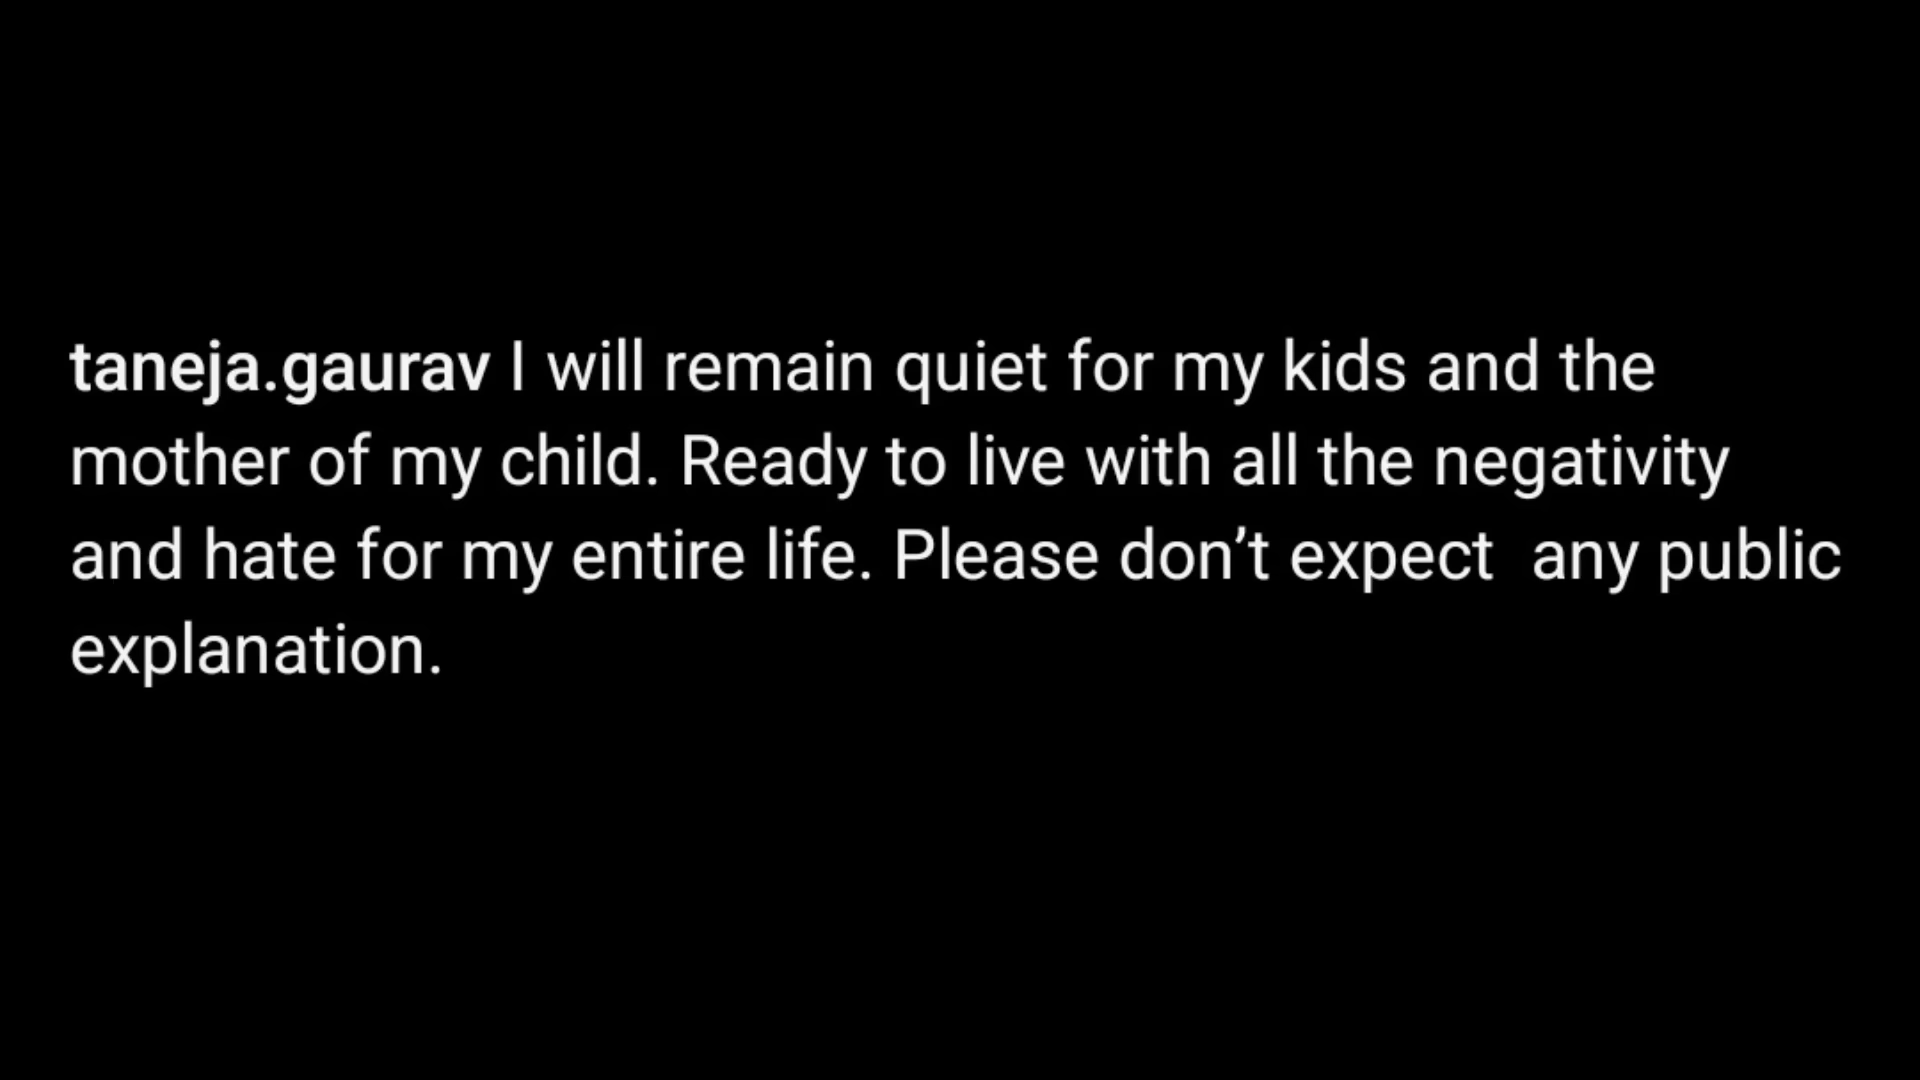 taneja.gaurav I will remain quiet for my kids and the
mother of my child. Ready to live with all the negativity
and hate for my entire life. Please don’t expect  any public
explanation.